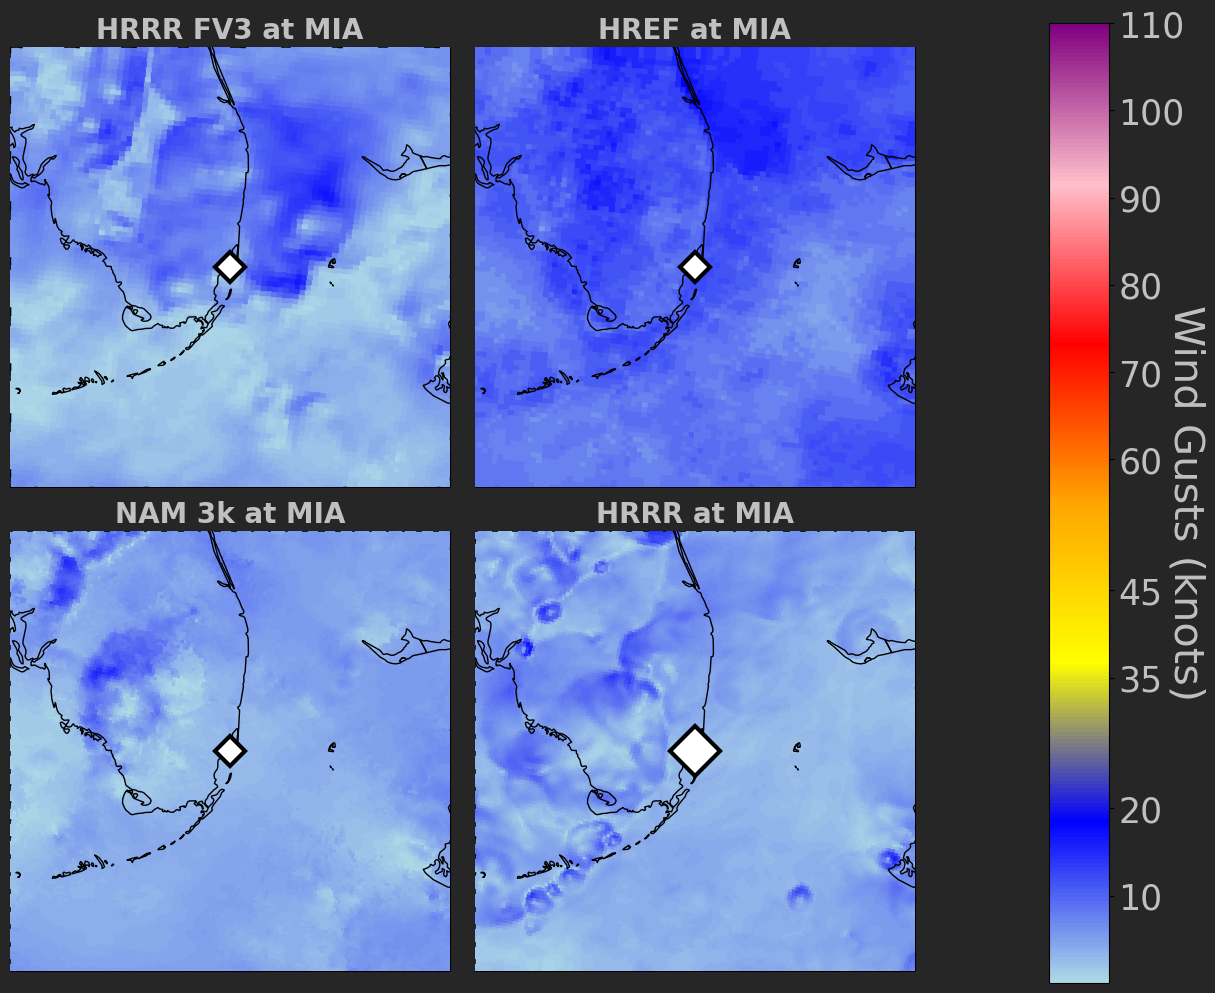 HRRR FV3 at MIA
HREF at MIA
NAM 3k at MIA
HRRR at MIA
110
100
90
80
70
60
45
35
20
10
Wind Gusts (knots)